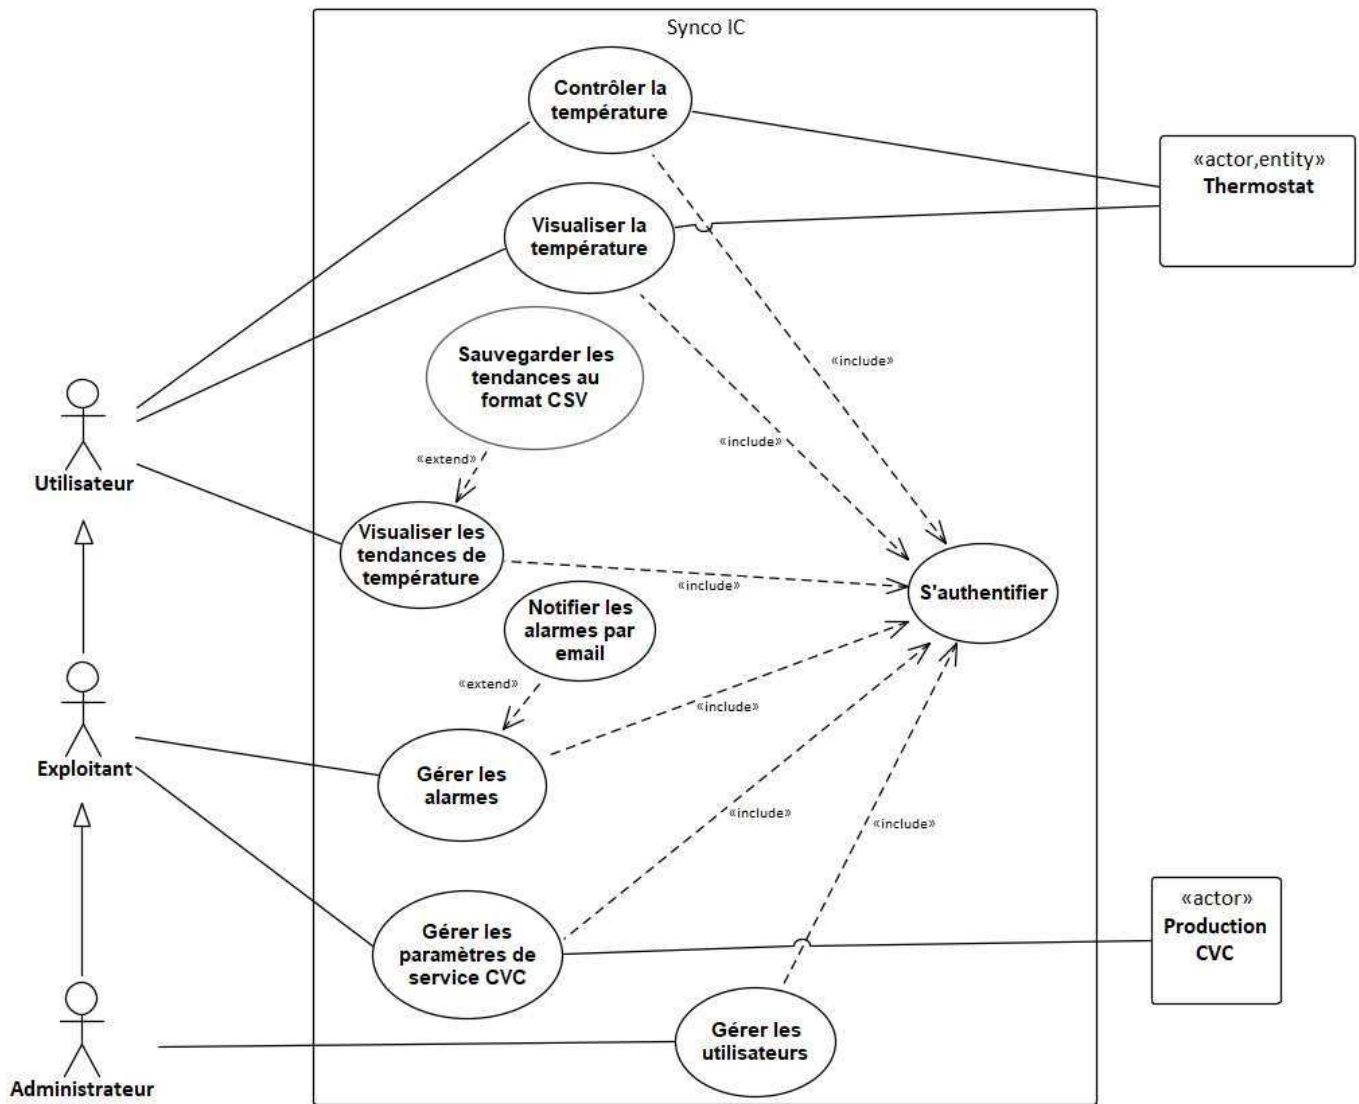 Synco IC
Contrôler la
température
«actor,entity»
Thermostat
Visualiser la
température
Sauvegarder les
tendances au
format CSV
«include»
«include»
«extend»
Utilisateur
Visualiser les
tendances de
température
«include»
S'authentifier
Notifier les
alarmes par
email
«extend»
«include»
Exploitant
Gérer les
alarmes
«include»
«include»
Gérer les
paramètres de
service CVC
«actor»
Production
CVC
Gérer les
utilisateurs
Administrateur